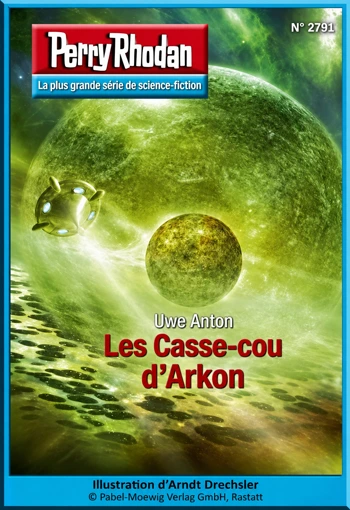 N° 2791
Perry Rhodan
La plus grande série de science-fiction
Uwe Anton
Les Casse-cou
d'Arkon
Illustration d'Arndt Drechsler
© Pabel-Moewig Verlag GmbH, Rastatt